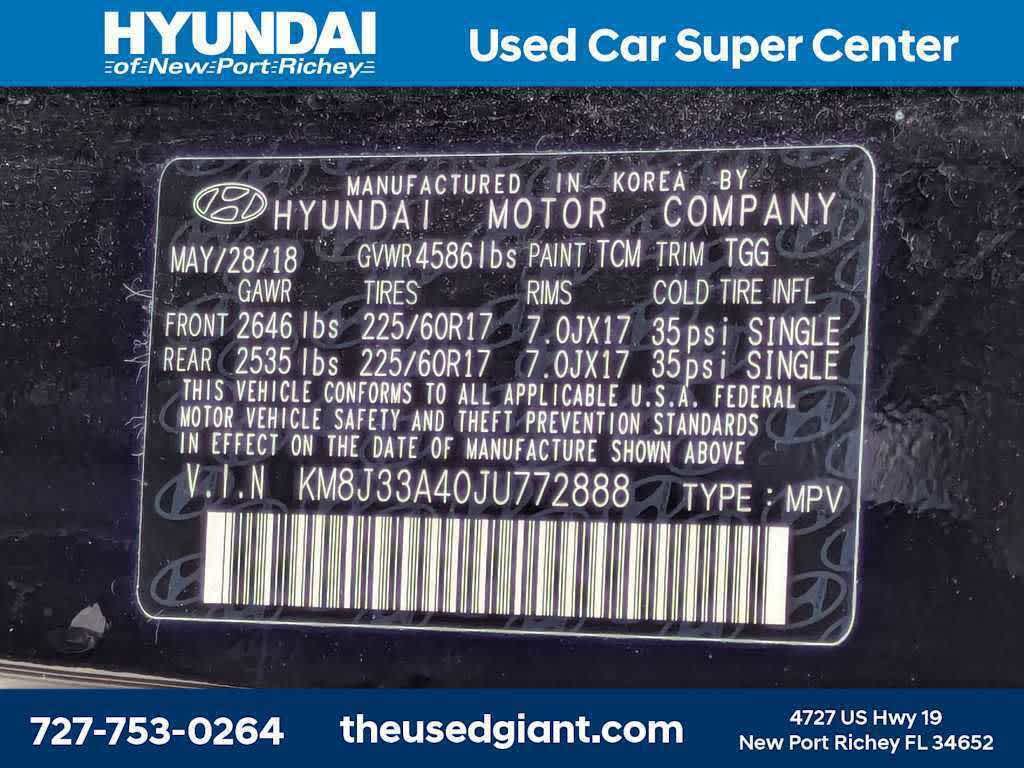 HYUNDAI
of New Port Richey
Used Car Super Center
MANUFACTURED IN KOREA BY
HYUNDAI MOTOR COMPANY
MAY/28/18 GVWR4586lbs PAINT TCM TRIM TGG
GAWR TIRES RIMS COLD TIRE INFL
FRONT 2646 lbs 225/60R17 7.0JX17 35psi SINGLE
REAR 2535 lbs 225/60R17 7.0JX17 35psi SINGLE
THIS VEHICLE CONFORMS TO ALL APPLICABLE U.S.A. FEDERAL
MOTOR VEHICLE SAFETY AND THEFT PREVENTION STANDARDS
IN EFFECT ON THE DATE OF MANUFACTURE SHOWN ABOVE
V.I.N KM8J33A40JU772888 TYPE : MPV
727-753-0264
theusedgiant.com
4727 US Hwy 19
New Port Richey FL 34652